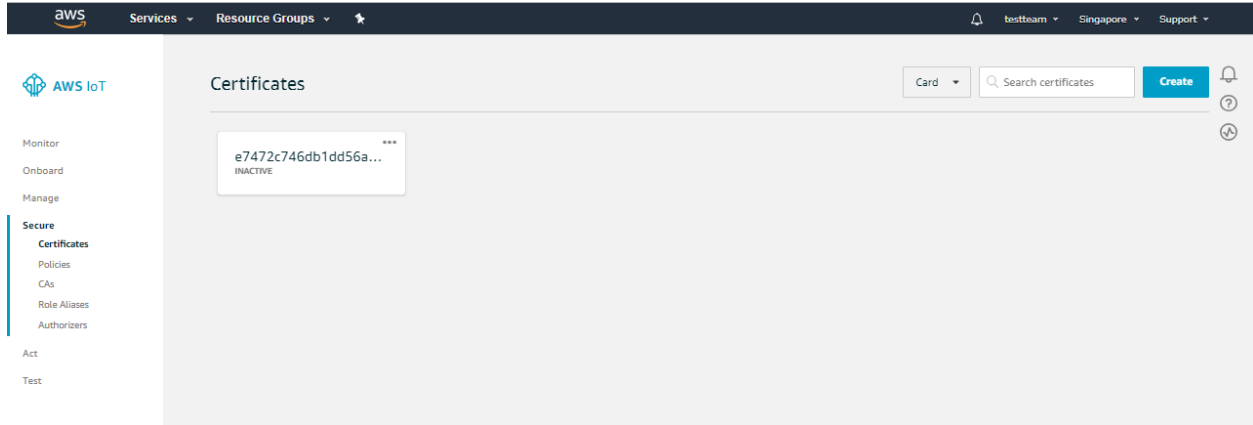 aws Services Resource Groups testteam Singapore Support
AWS IoT
Certificates
Card Search certificates Create
Monitor
Onboard
Manage
Secure
Certificates
Policies
CAs
Role Aliases
Authorizers
Act
Test
e7472c746db1dd56a...
INACTIVE